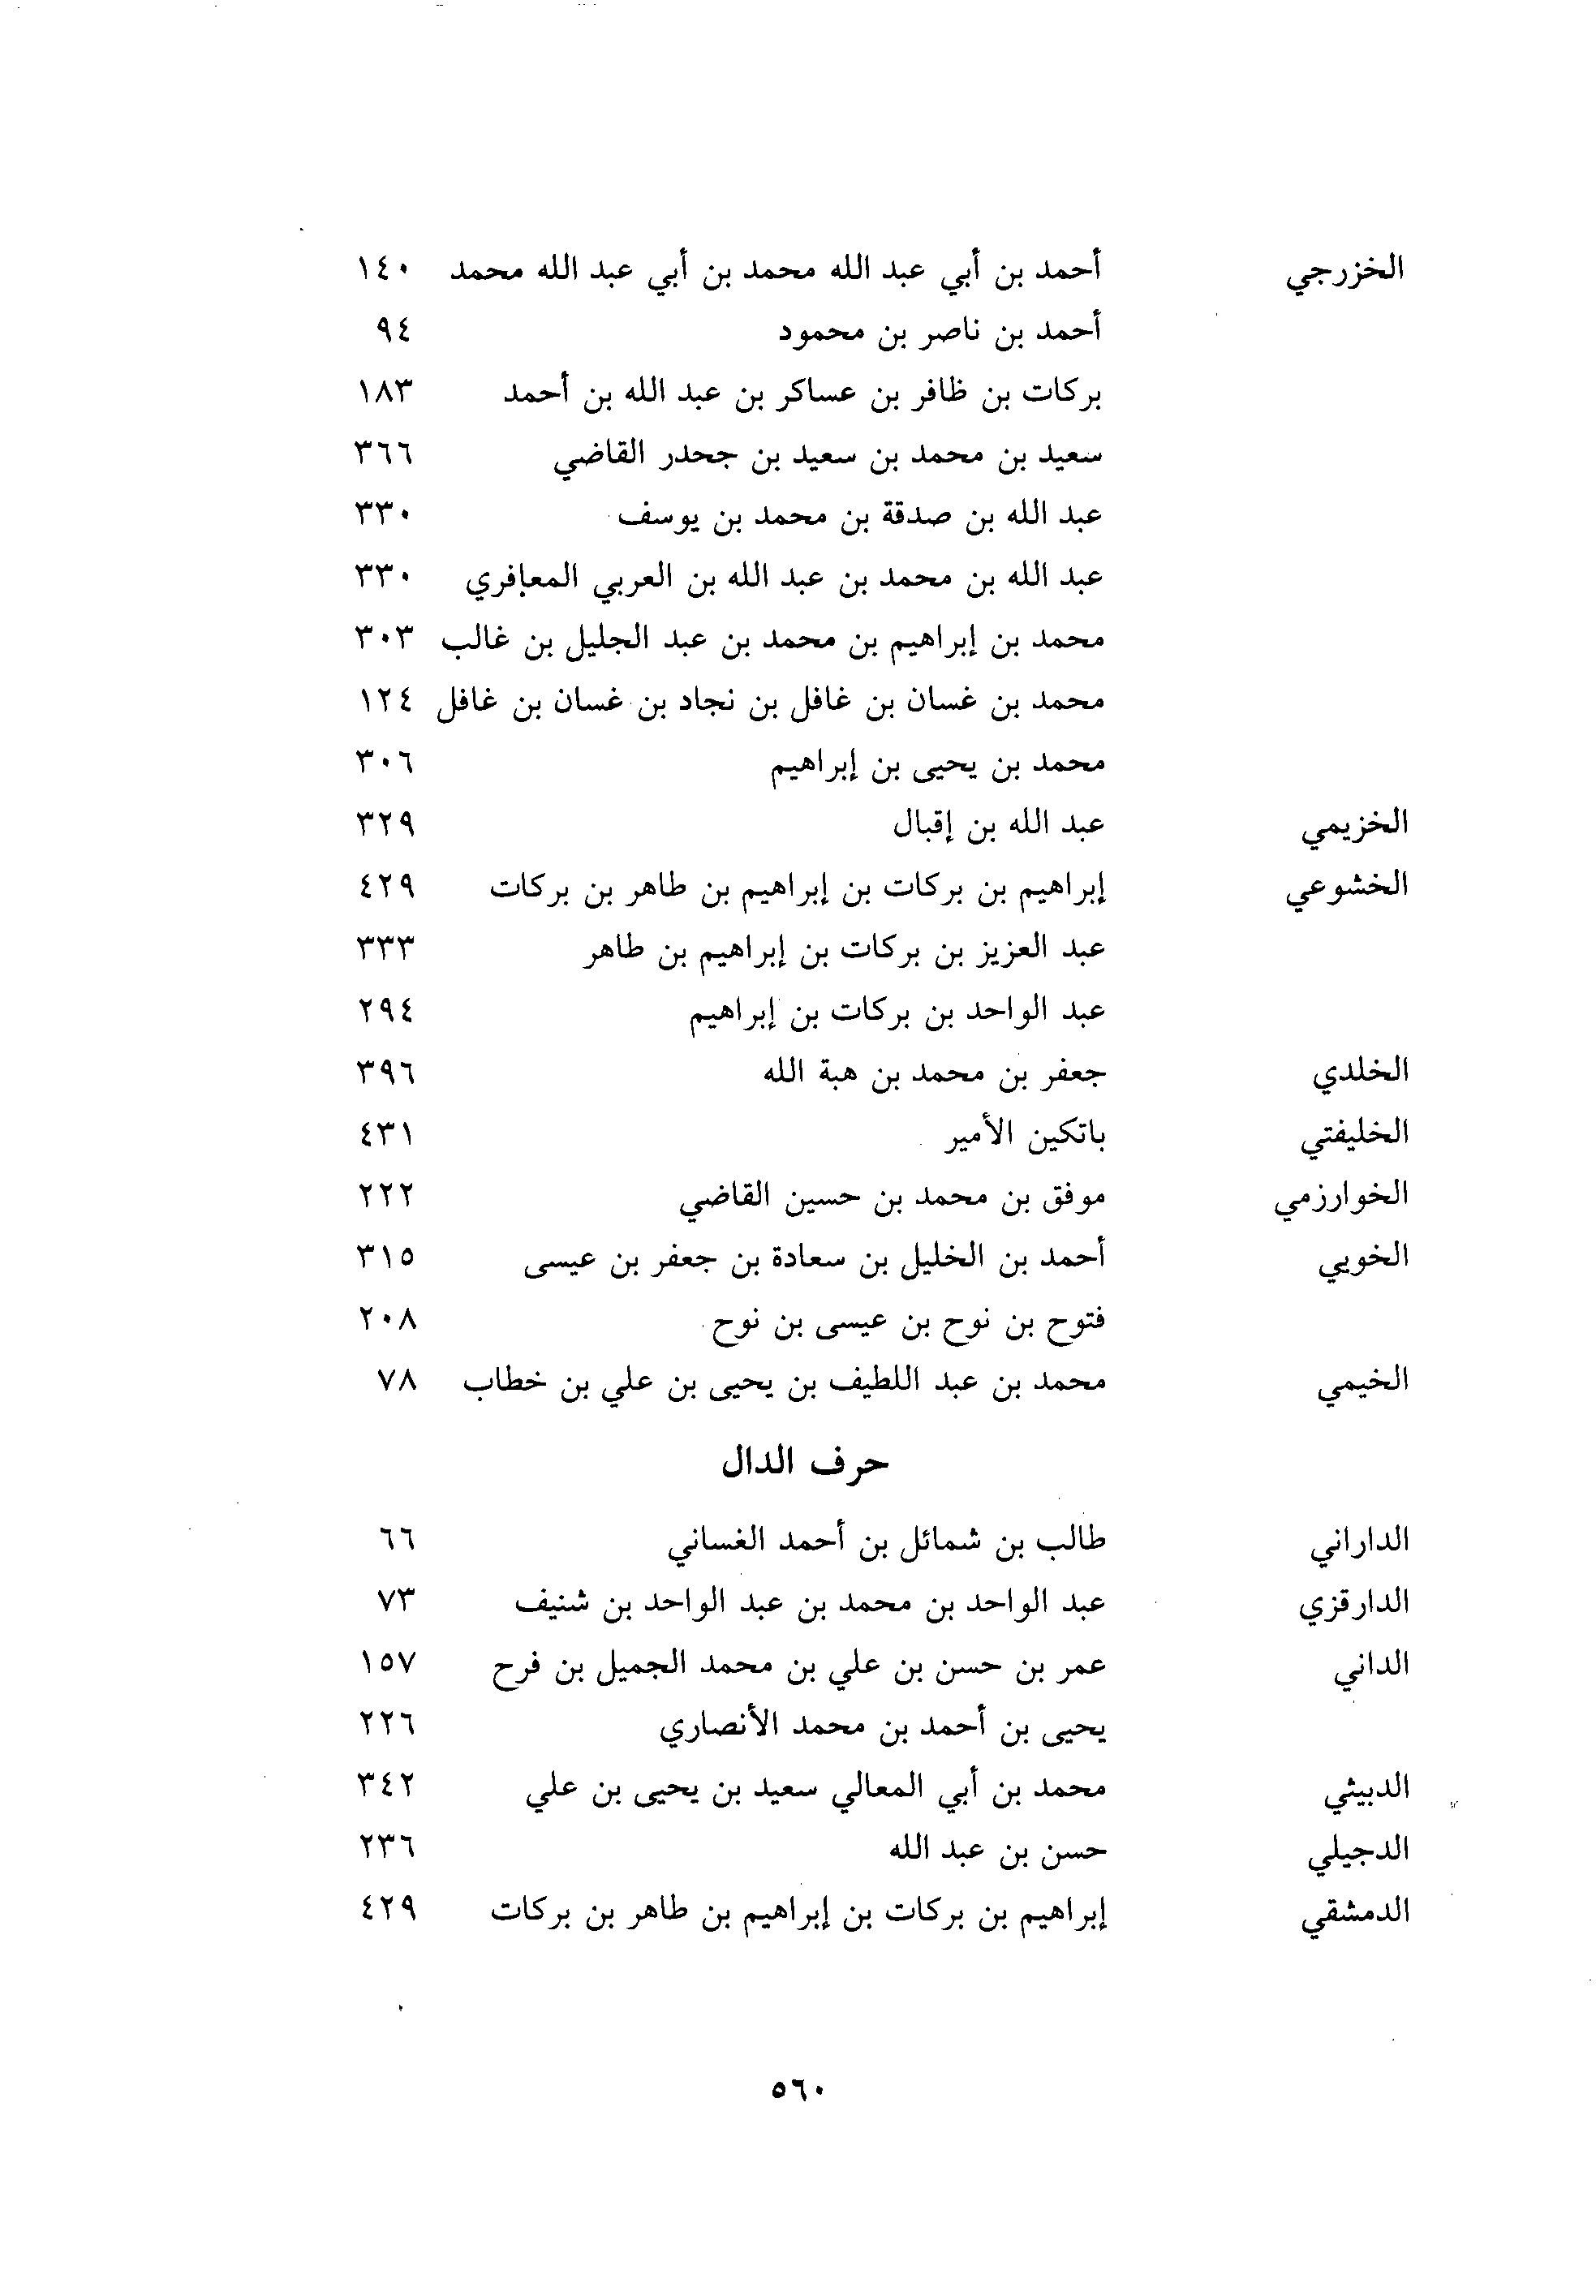 الخزرجي أحمد بن أبي عبد الله محمد بن أبي عبد الله محمد ١٤٠
أحمد بن ناصر بن محمود ٩٤
بركات بن ظافر بن عساكر بن عبد الله بن أحمد ١٨٣
سعيد بن محمد بن سعيد بن جحدر القاضي ٣٦٦
عبد الله بن صدقة بن محمد بن يوسف ٣٣٠
عبد الله بن محمد بن عبد الله بن العربي المعافري ٣٣٠
محمد بن إبراهيم بن محمد بن عبد الجليل بن غالب ٣٠٣
محمد بن غسان بن غافل بن نجاد بن غسان بن غافل ١٢٤
محمد بن يحيى بن إبراهيم ٣٠٦
الخزيمي عبد الله بن إقبال ٣٢٩
الخشوعي إبراهيم بن بركات بن إبراهيم بن طاهر بن بركات ٤٢٩
عبد العزيز بن بركات بن إبراهيم بن طاهر ٣٣٣
عبد الواحد بن بركات بن إبراهيم ٢٩٤
الخلدي جعفر بن محمد بن هبة الله ٣٩٦
الخليفتي باتكين الأمير ٤٣١
الخوارزمي موفق بن محمد بن حسين القاضي ٢٢٢
الخويي أحمد بن الخليل بن سعادة بن جعفر بن عيسى ٣١٥
فتوح بن نوح بن عيسى بن نوح ٢٠٨
الخيمي محمد بن عبد اللطيف بن يحيى بن علي بن خطاب ٧٨
حرف الدال
الداراني طالب بن شمائل بن أحمد الغساني ٦٦
الدارقزي عبد الواحد بن محمد بن عبد الواحد بن شنيف ٧٣
الداني عمر بن حسن بن علي بن محمد الجميل بن فرح ١٥٧
يحيى بن أحمد بن محمد الأنصاري ٢٢٦
الدبيثي محمد بن أبي المعالي سعيد بن يحيى بن علي ٣٤٢
الدجيلي حسن بن عبد الله ٢٣٦
الدمشقي إبراهيم بن بركات بن إبراهيم بن طاهر بن بركات ٤٢٩
٥٦٠